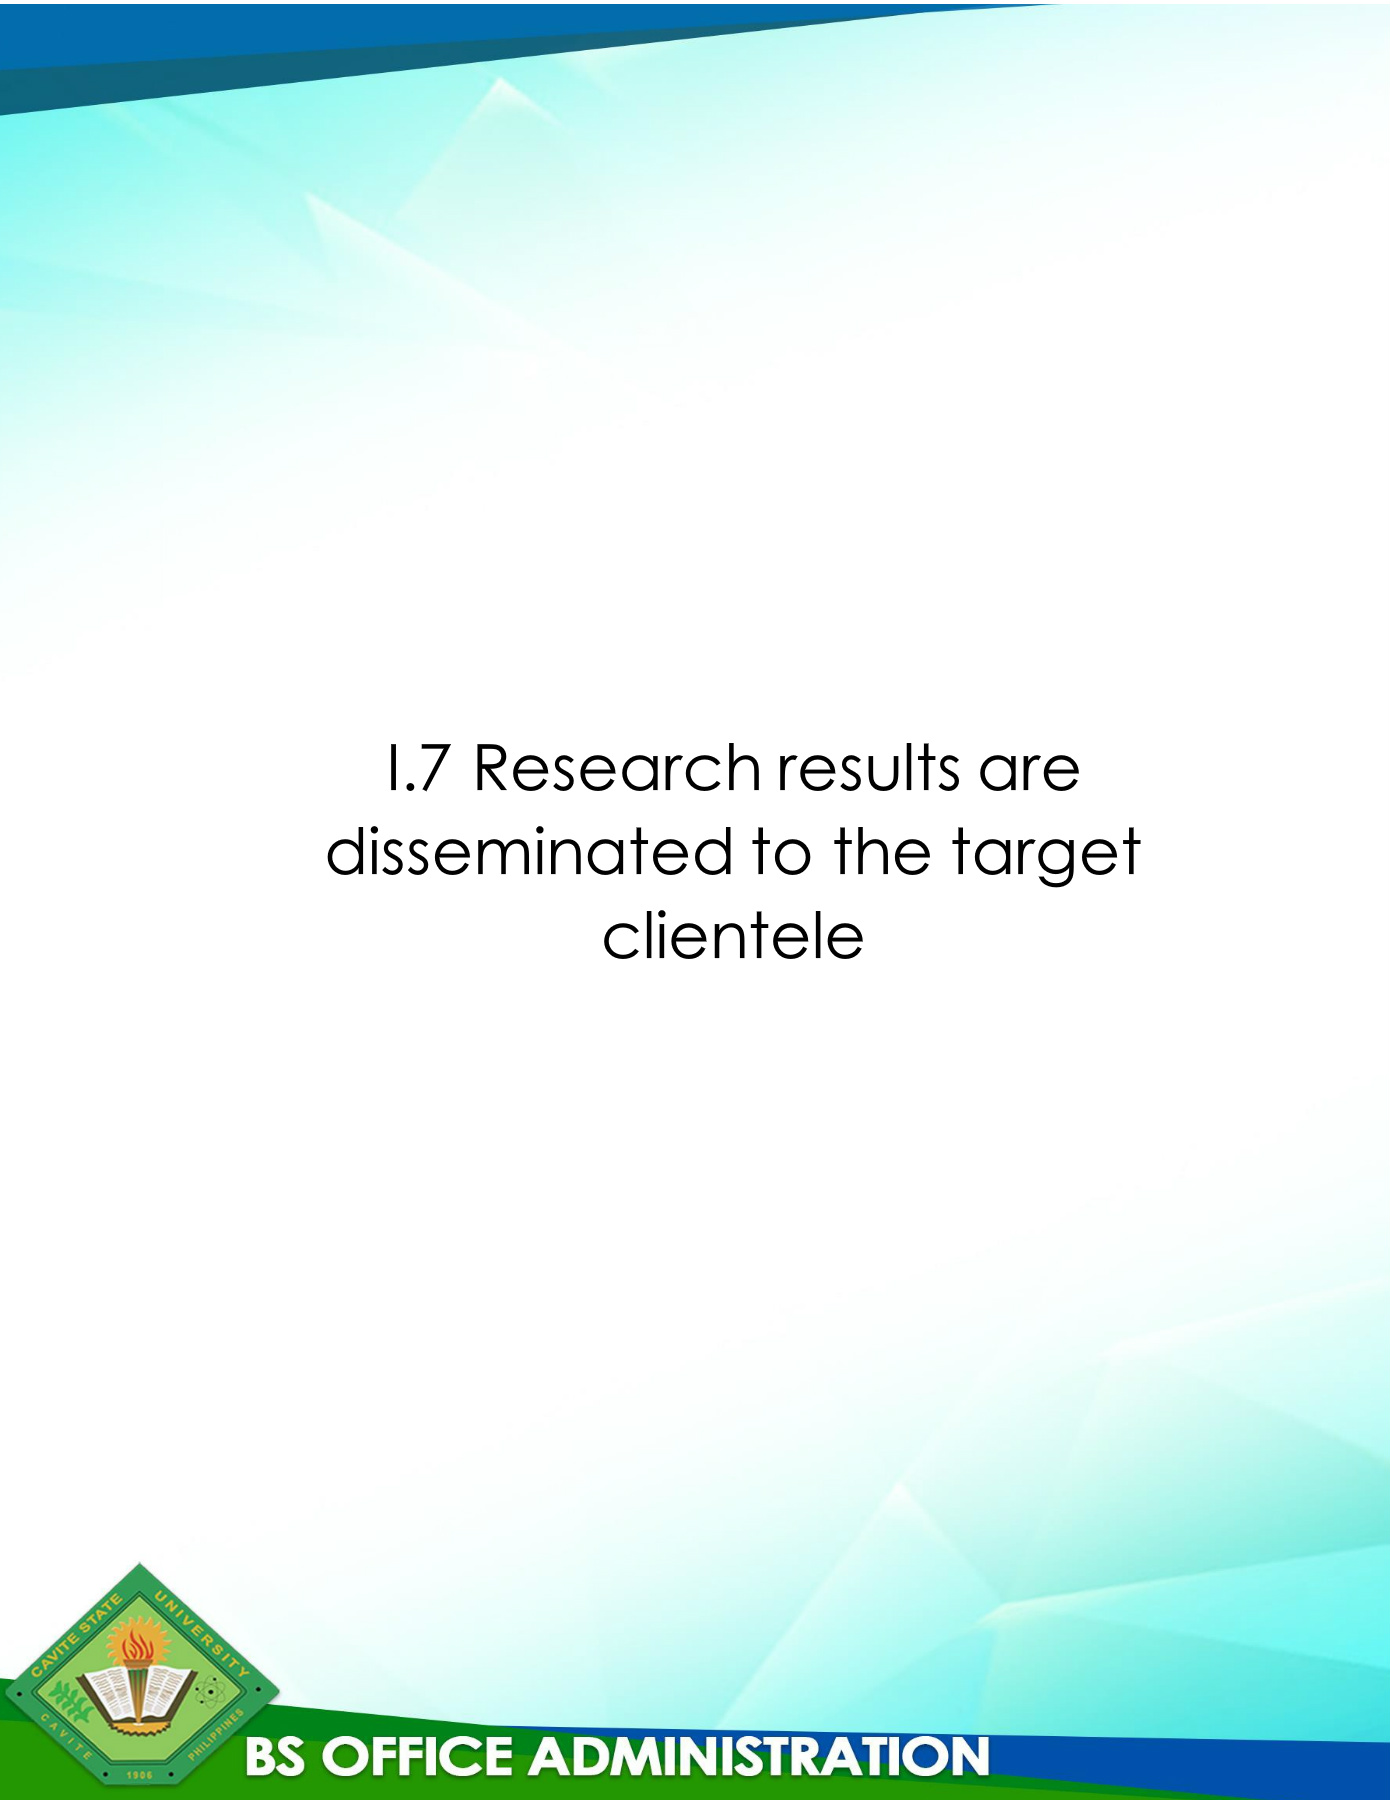 I.7 Research results are
disseminated to the target
clientele
CAVITE STATE UNIVERSITY
CAVITE PHILIPPINES
1906
BS OFFICE ADMINISTRATION